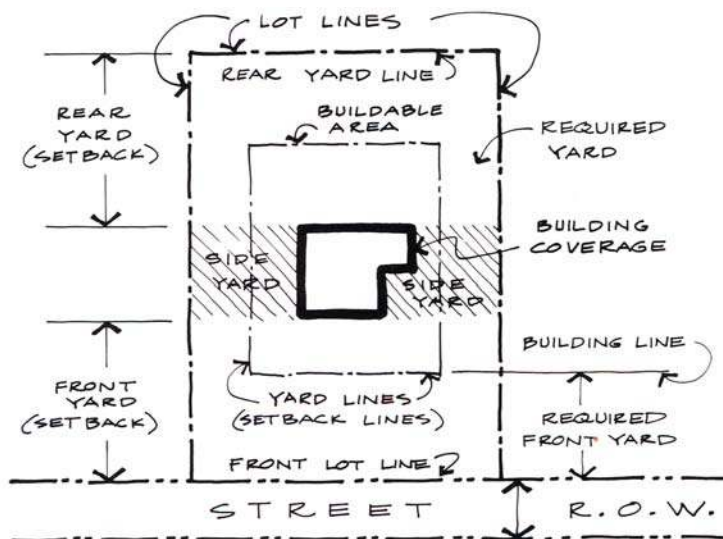 LOT LINES
REAR YARD LINE
REAR
YARD
(SETBACK)
BUILDABLE
AREA
REQUIRED
YARD
BUILDING
COVERAGE
SIDE
YARD
SIDE
YARD
BUILDING LINE
FRONT
YARD
(SETBACK)
YARD LINES
(SETBACK LINES)
REQUIRED
FRONT YARD
FRONT LOT LINE
STREET
R.O.W.